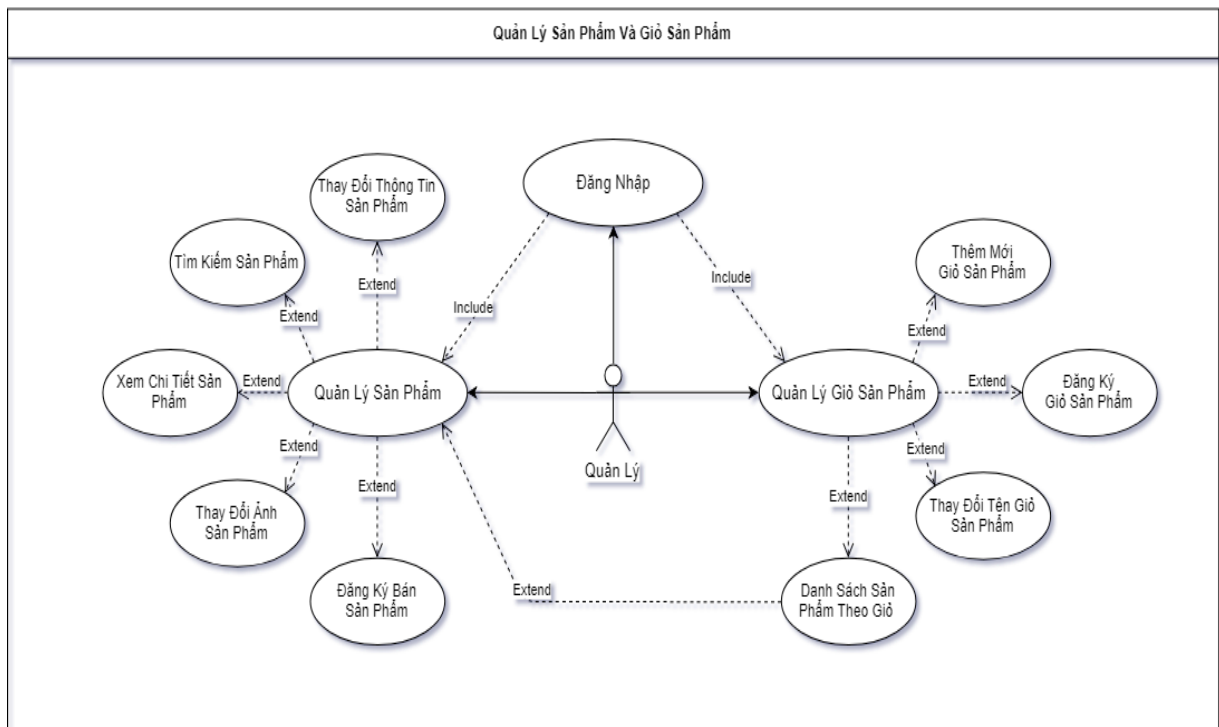 Quản Lý Sản Phẩm Và Giỏ Sản Phẩm
Đăng Nhập
Thay Đổi Thông Tin
Sản Phẩm
Tìm Kiếm Sản Phẩm
Thêm Mới
Giỏ Sản Phẩm
Extend
Include
Include
Extend
Extend
Xem Chi Tiết Sản
Phẩm
Extend
Quản Lý Sản Phẩm
Quản Lý Giỏ Sản Phẩm
Extend
Đăng Ký
Giỏ Sản Phẩm
Extend
Extend
Quản Lý
Extend
Extend
Thay Đổi Ảnh
Sản Phẩm
Thay Đổi Tên Giỏ
Sản Phẩm
Đăng Ký Bán
Sản Phẩm
Extend
Danh Sách Sản
Phẩm Theo Giỏ